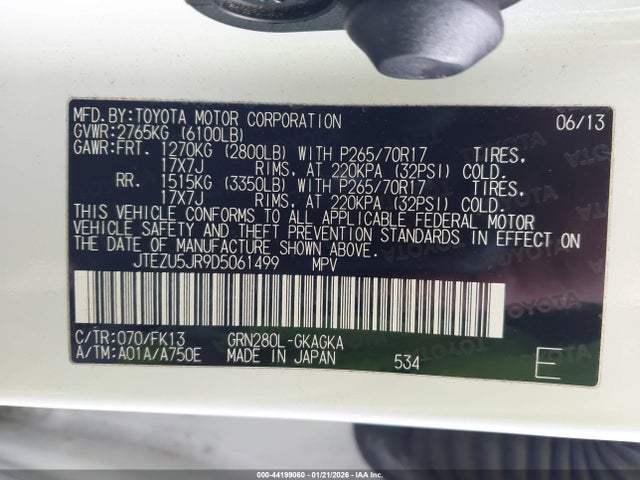 MFD.BY:TOYOTA MOTOR CORPORATION 06/13
GVWR:2765KG (6100LB)
GAWR:FRT. 1270KG (2800LB) WITH P265/70R17 TIRES,
17X7J RIMS, AT 220KPA (32PSI) COLD.
RR. 1515KG (3350LB) WITH P265/70R17 TIRES,
17X7J RIMS, AT 220KPA (32PSI) COLD.
THIS VEHICLE CONFORMS TO ALL APPLICABLE FEDERAL MOTOR
VEHICLE SAFETY AND THEFT PREVENTION STANDARDS IN EFFECT ON
THE DATE OF MANUFACTURE SHOWN ABOVE.
JTEZU5JR9D5061499 MPV
C/TR:070/FK13 GRN280L-GKAGKA
A/TM:A01A/A750E MADE IN JAPAN 534 E
000-44199060 - 01/21/2026 - IAAI.COM